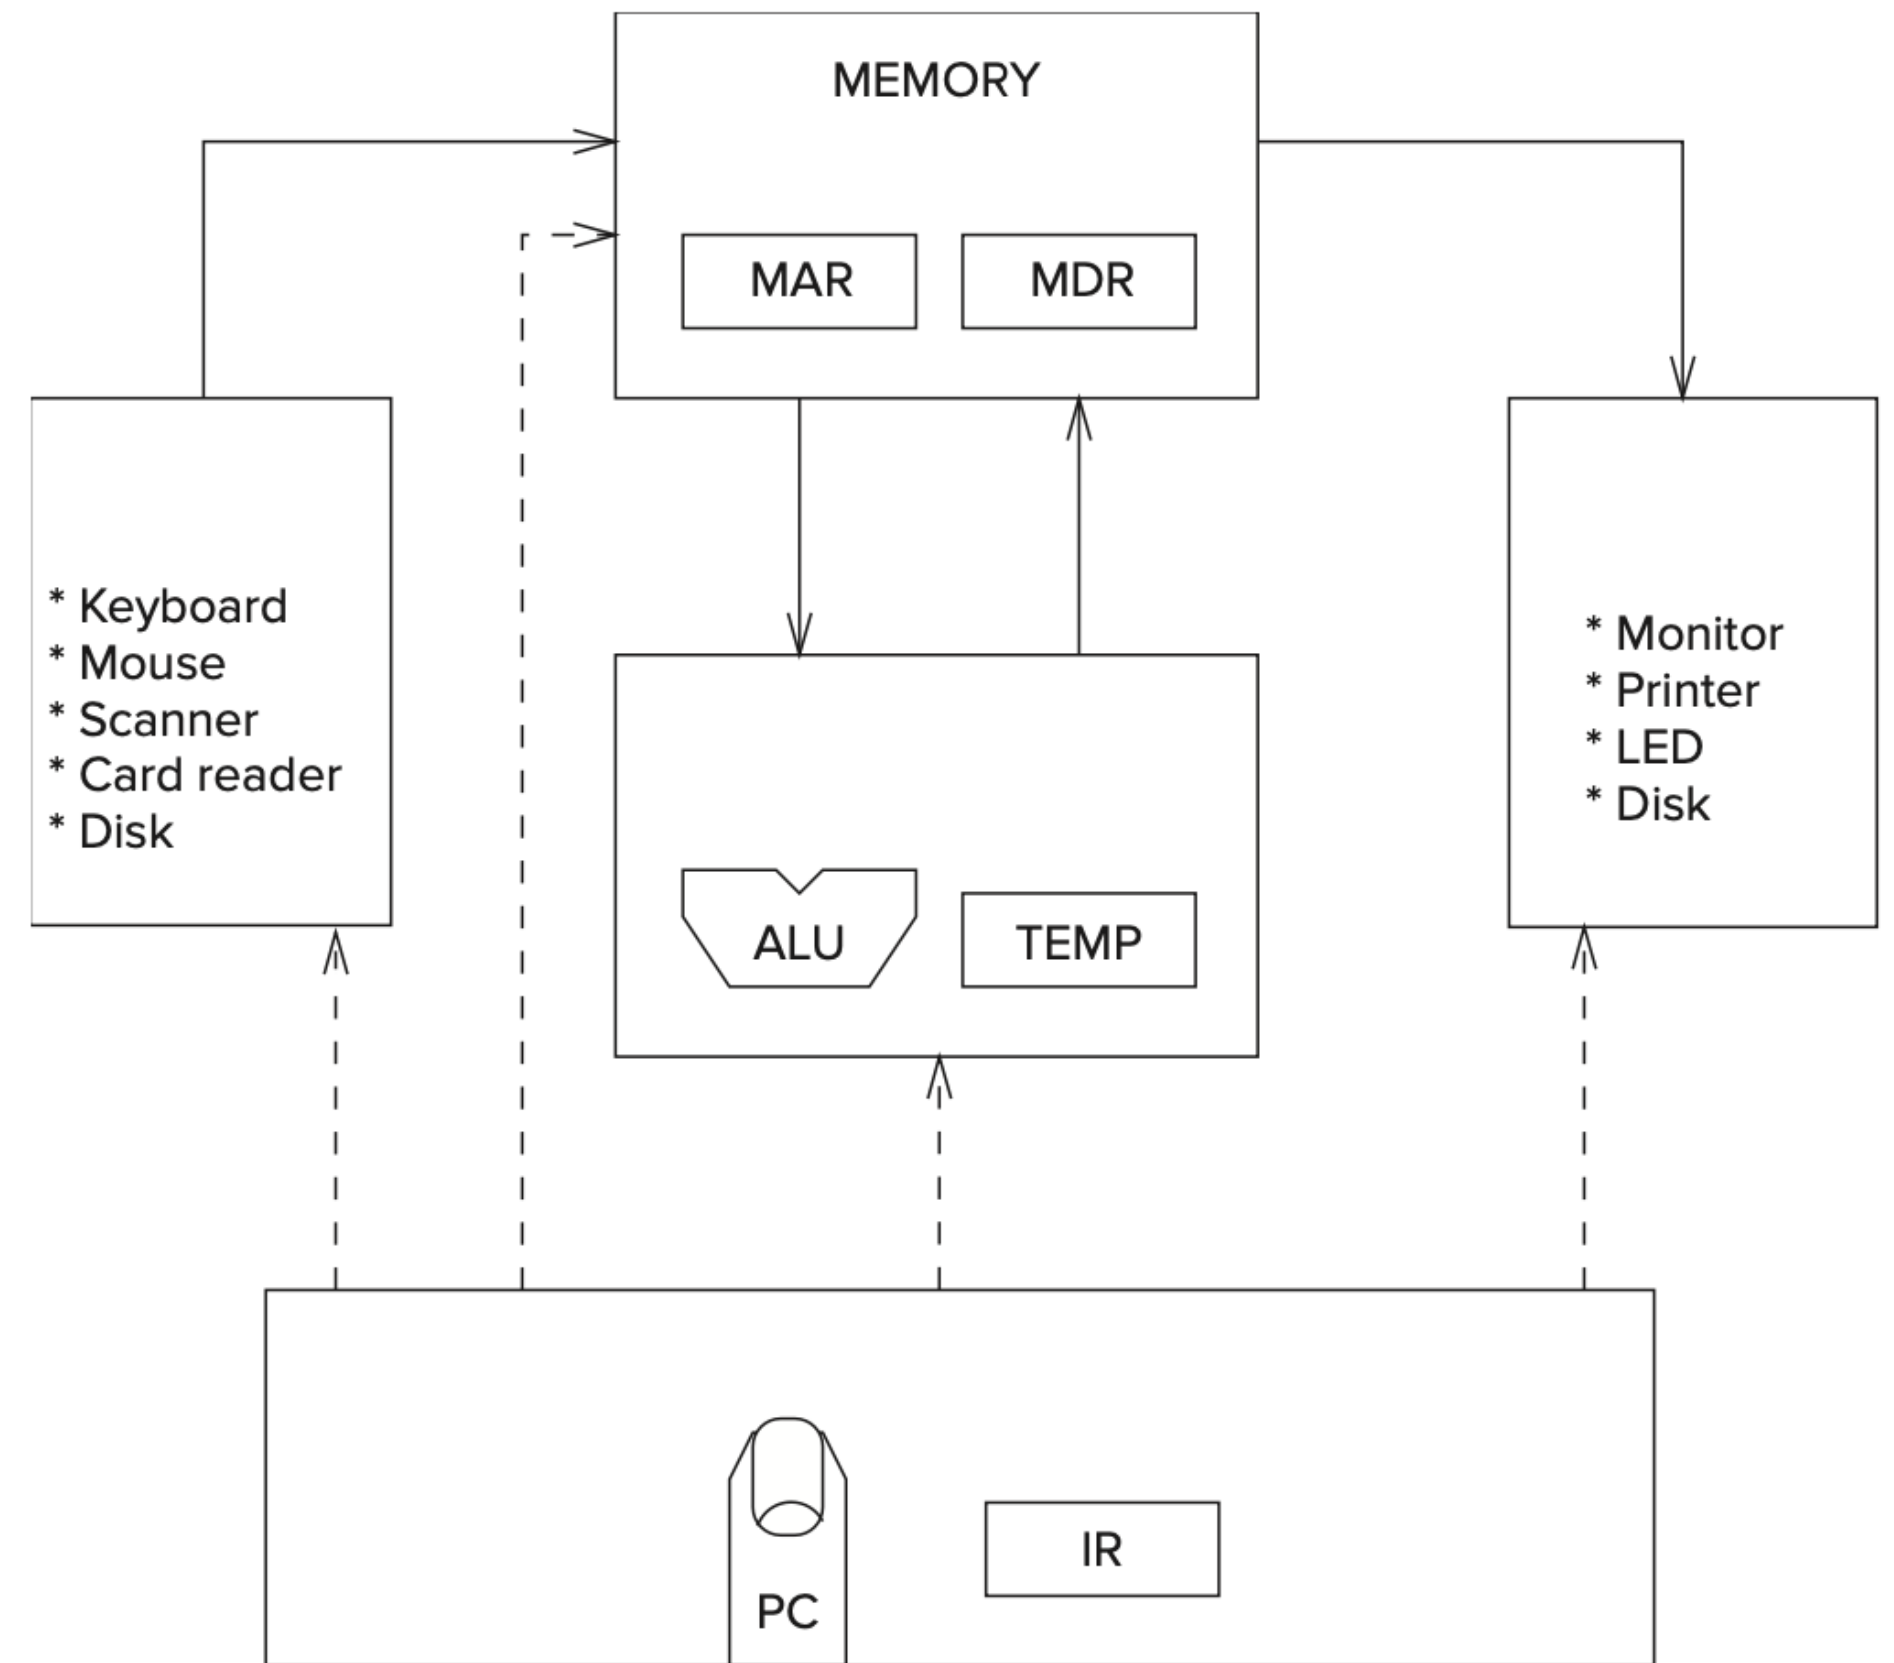 MEMORY
MAR
MDR
* Keyboard
* Mouse
* Scanner
* Card reader
* Disk
ALU
TEMP
* Monitor
* Printer
* LED
* Disk
IR
PC